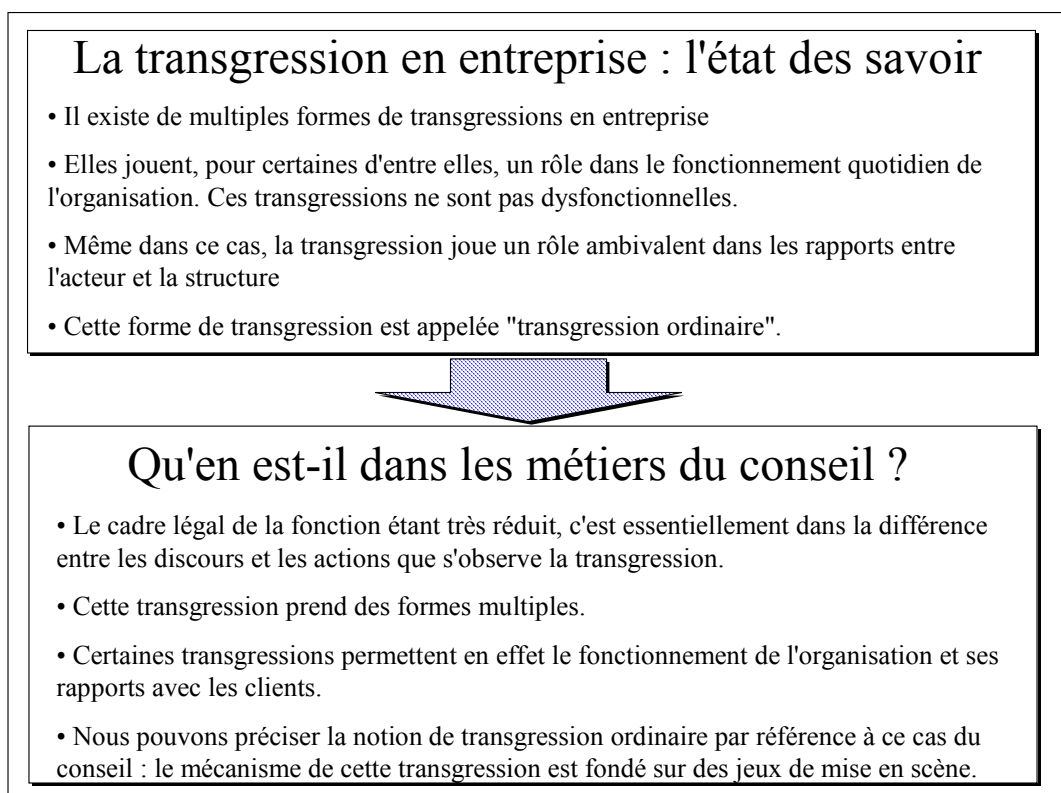 La transgression en entreprise : l'état des savoir
• Il existe de multiples formes de transgressions en entreprise
• Elles jouent, pour certaines d'entre elles, un rôle dans le fonctionnement quotidien de
l'organisation. Ces transgressions ne sont pas dysfonctionnelles.
• Même dans ce cas, la transgression joue un rôle ambivalent dans les rapports entre
l'acteur et la structure
• Cette forme de transgression est appelée "transgression ordinaire".
Qu'en est-il dans les métiers du conseil ?
• Le cadre légal de la fonction étant très réduit, c'est essentiellement dans la différence
entre les discours et les actions que s'observe la transgression.
• Cette transgression prend des formes multiples.
• Certaines transgressions permettent en effet le fonctionnement de l'organisation et ses
rapports avec les clients.
• Nous pouvons préciser la notion de transgression ordinaire par référence à ce cas du
conseil : le mécanisme de cette transgression est fondé sur des jeux de mise en scène.